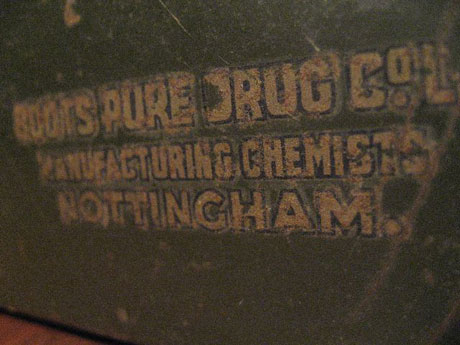 BOOTS PURE DRUG Co. L
MANUFACTURING CHEMISTS
NOTTINGHAM.